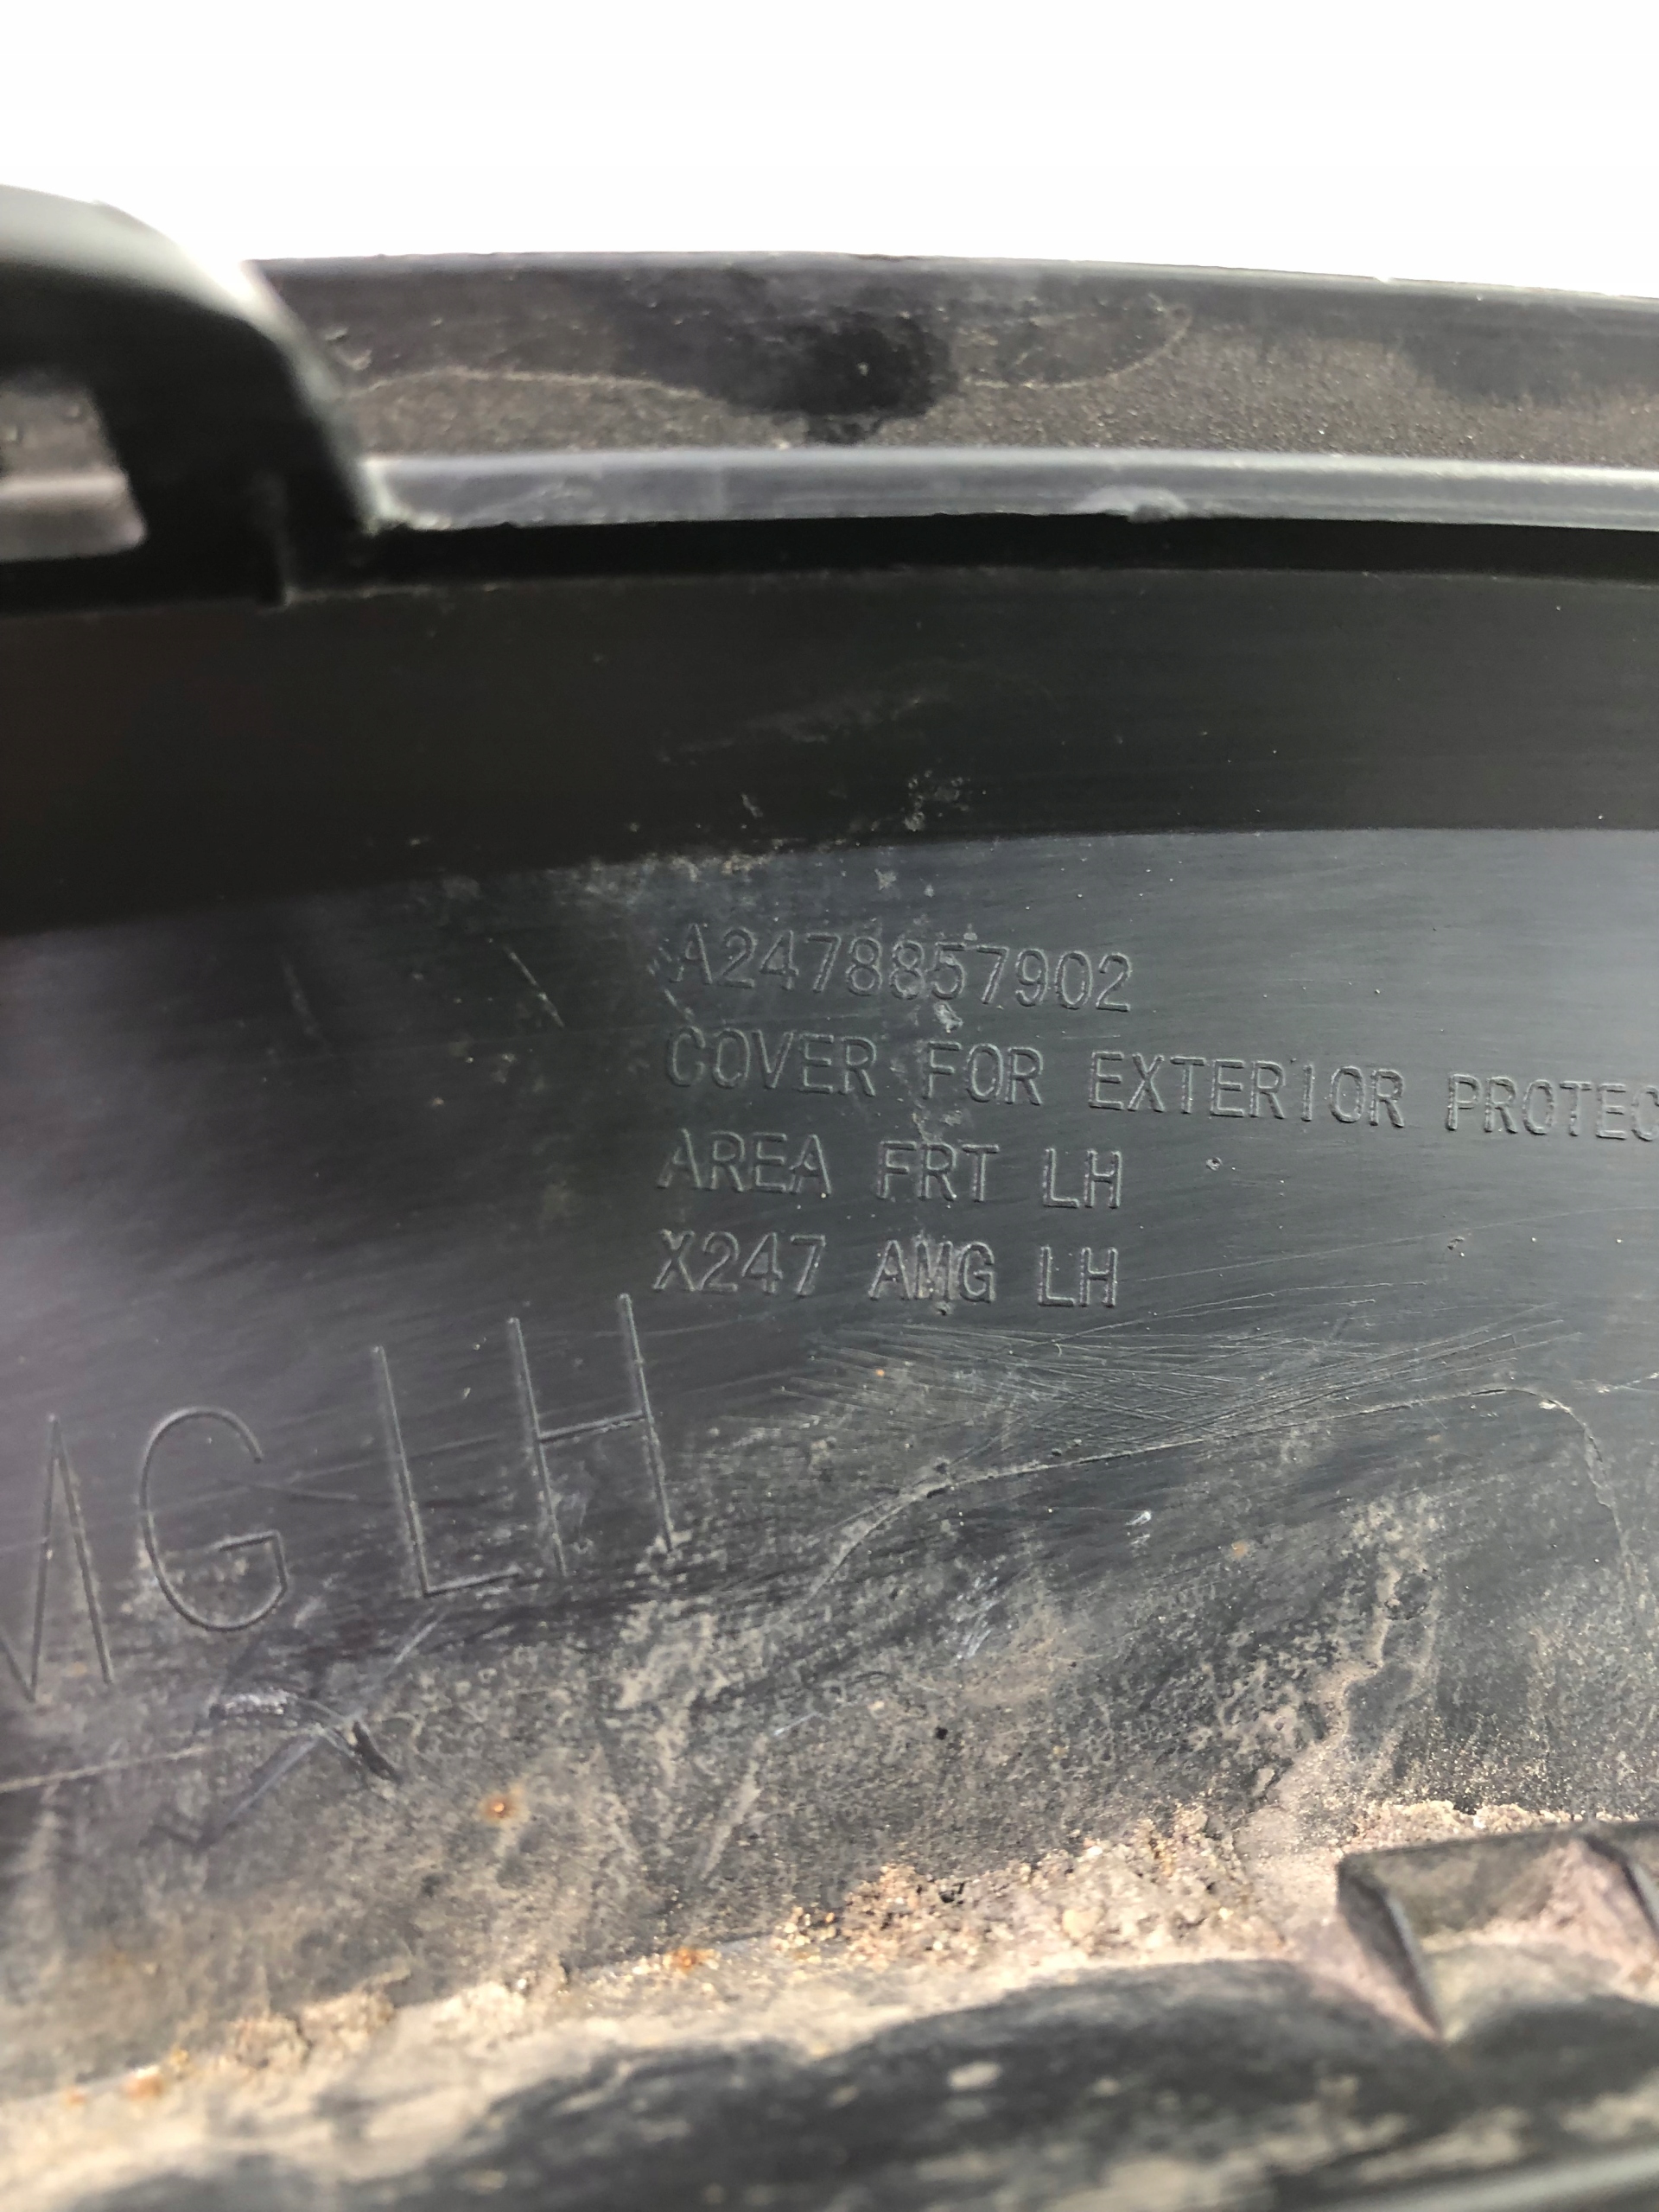 A2478857902
COVER FOR EXTERIOR PROTEC
AREA FRT LH
X247 AMG LH
MG LH